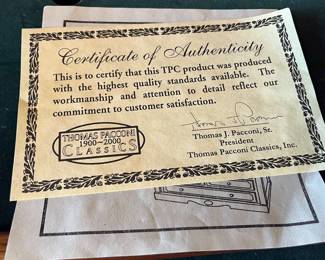 Certificate of Authenticity
This is to certify that this TPC product was produced
with the highest quality standards available. The
workmanship and attention to detail reflect our
commitment to customer satisfaction.
Thomas J. Pacconi, Sr.
President
Thomas Pacconi Classics, Inc.
THOMAS PACCONI
1900-2000
CLASSICS